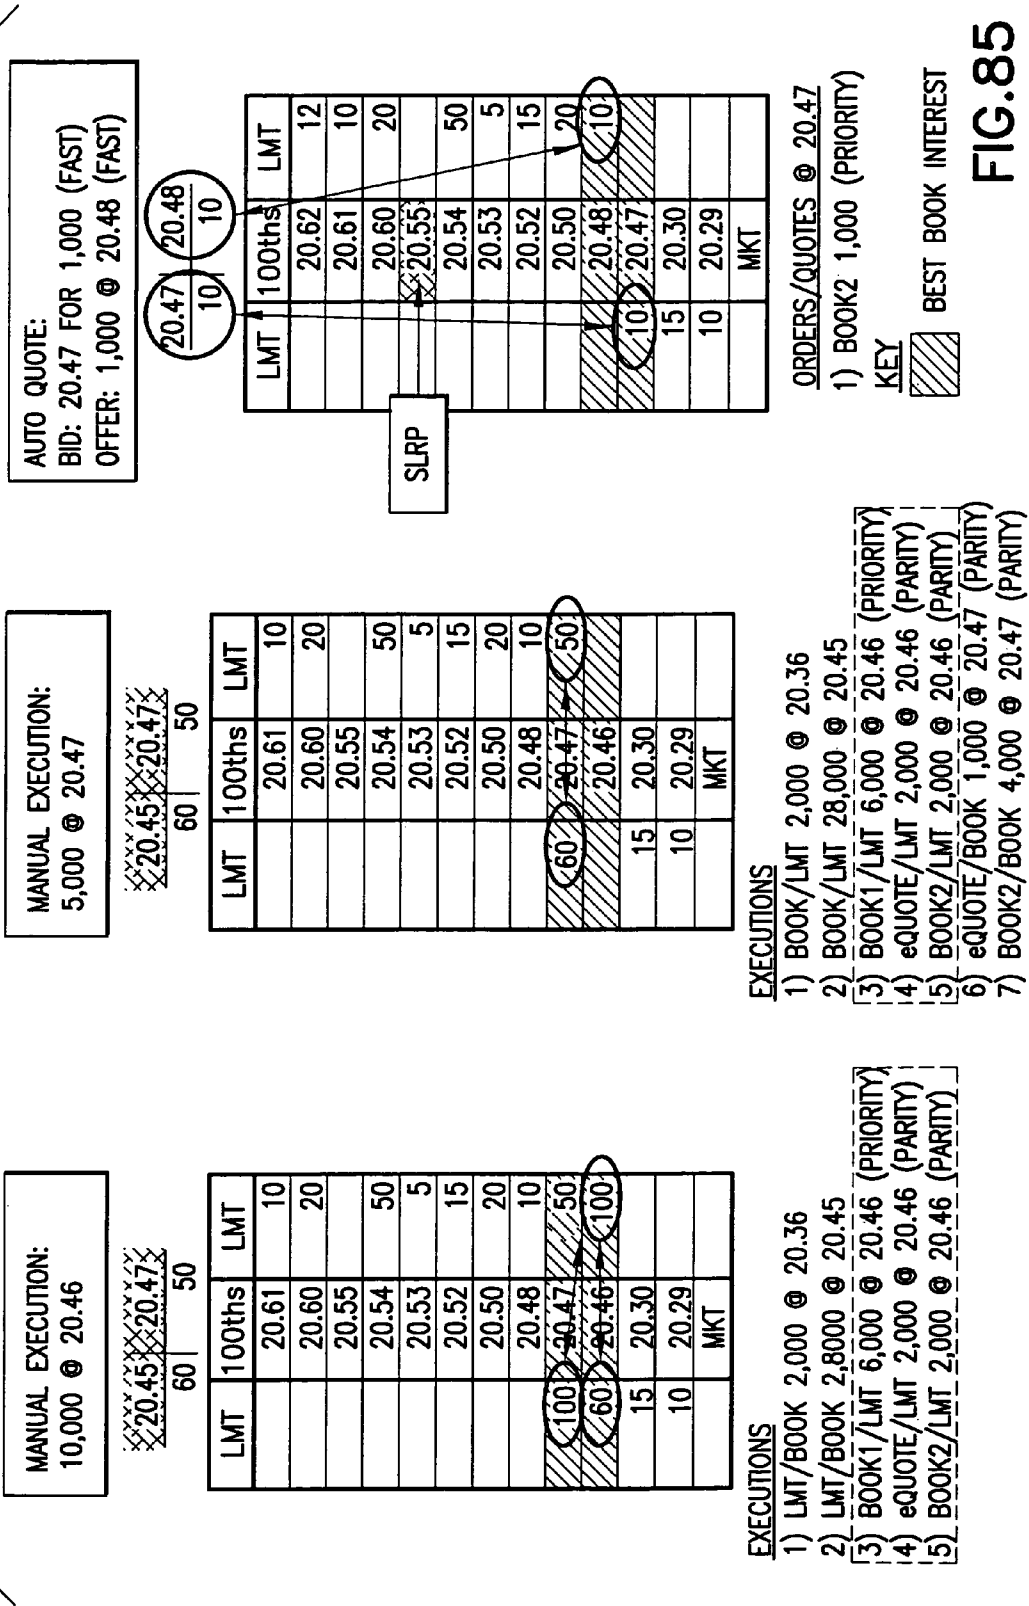 MANUAL EXECUTION:
10,000 @ 20.46
20.45 20.47
60 50
LMT 100ths LMT
20.61 10
20.60 20
20.55
20.54 50
20.53 5
20.52 15
20.50 20
20.48 10
100 20.47 50
60 20.46 100
15 20.30
10 20.29
MKT
EXECUTIONS
1) LMT/BOOK 2,000 @ 20.36
2) LMT/BOOK 2,8000 @ 20.45
3) BOOK1/LMT 6,000 @ 20.46 (PRIORITY)
4) eQUOTE/LMT 2,000 @ 20.46 (PARITY)
5) BOOK2/LMT 2,000 @ 20.46 (PARITY)
MANUAL EXECUTION:
5,000 @ 20.47
20.45 20.47
60 50
LMT 100ths LMT
20.61 10
20.60 20
20.55
20.54 50
20.53 5
20.52 15
20.50 20
20.48 10
60 20.47 50
20.46
15 20.30
10 20.29
MKT
EXECUTIONS
1) BOOK/LMT 2,000 @ 20.36
2) BOOK/LMT 28,000 @ 20.45
3) BOOK1/LMT 6,000 @ 20.46 (PRIORITY)
4) eQUOTE/LMT 2,000 @ 20.46 (PARITY)
5) BOOK2/LMT 2,000 @ 20.46 (PARITY)
6) eQUOTE/BOOK 1,000 @ 20.47 (PARITY)
7) BOOK2/BOOK 4,000 @ 20.47 (PARITY)
AUTO QUOTE:
BID: 20.47 FOR 1,000 (FAST)
OFFER: 1,000 @ 20.48 (FAST)
20.47 20.48
10 10
LMT 100ths LMT
20.62 12
20.61 10
20.60 20
SLRP 20.55
20.54 50
20.53 5
20.52 15
20.50 20
20.48 10
10 20.47
15 20.30
10 20.29
MKT
ORDERS/QUOTES @ 20.47
1) BOOK2 1,000 (PRIORITY)
KEY
BEST BOOK INTEREST
FIG.85